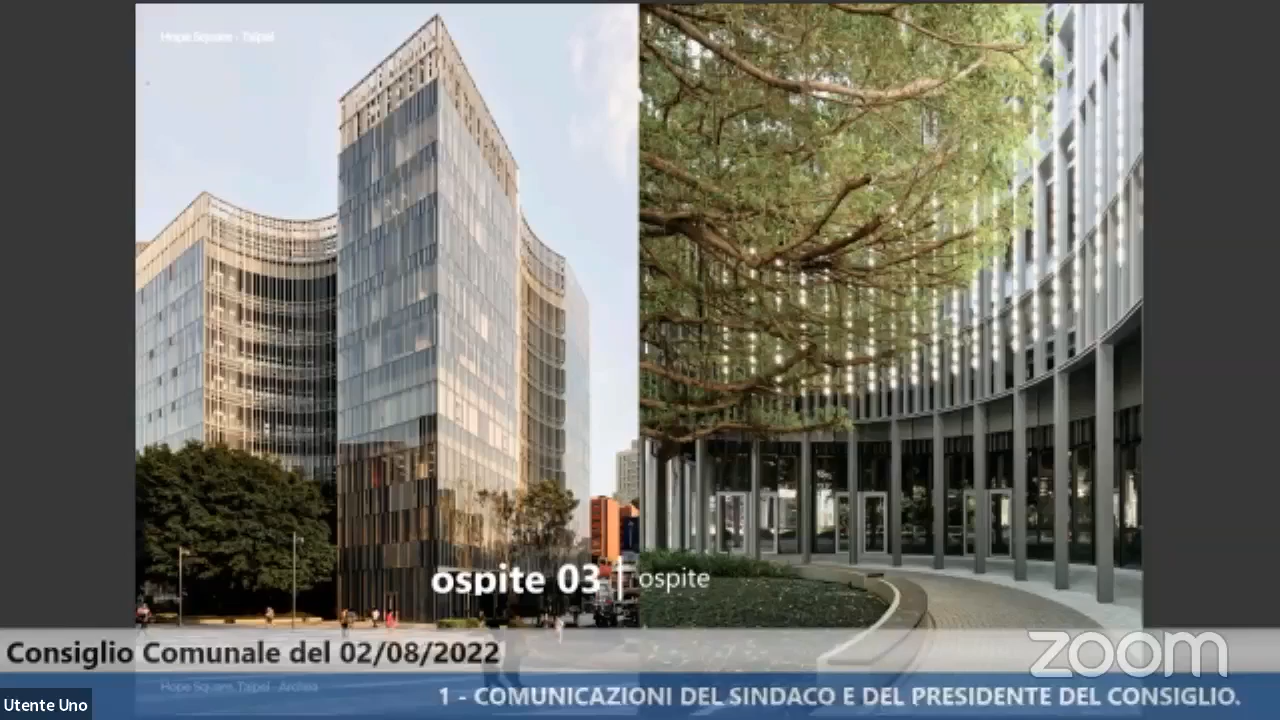 Hope Square - Taipei
ospite 03 | ospite
Consiglio Comunale del 02/08/2022
zoom
Hope Square, Taipei - Archea
1 - COMUNICAZIONI DEL SINDACO E DEL PRESIDENTE DEL CONSIGLIO.
Utente Uno